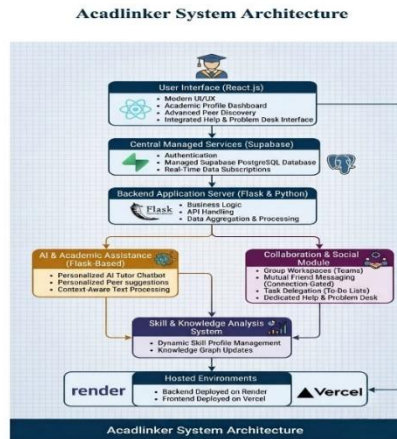 Acadlinker System Architecture
User Interface (React.js)
• Modern UI/UX
• Academic Profile Dashboard
• Advanced Peer Discovery
• Integrated Help & Problem Desk Interface
Central Managed Services (Supabase)
• Authentication
• Managed Supabase PostgreSQL Database
• Real-Time Data Subscriptions
Backend Application Server (Flask & Python)
Flask
• Business Logic
• API Handling
• Data Aggregation & Processing
AI & Academic Assistance
(Flask-Based)
• Personalized AI Tutor Chatbot
• Personalized Peer suggestions
• Context-Aware Text Processing
Collaboration & Social
Module
• Group Workspaces (Teams)
• Mutual Friend Messaging
(Connection-Gated)
• Task Delegation (To-Do Lists)
• Dedicated Help & Problem Desk
Skill & Knowledge Analysis
System
• Dynamic Skill Profile Management
• Knowledge Graph Updates
Hosted Environments
render
• Backend Deployed on Render
• Frontend Deployed on Vercel
Vercel
Acadlinker System Architecture